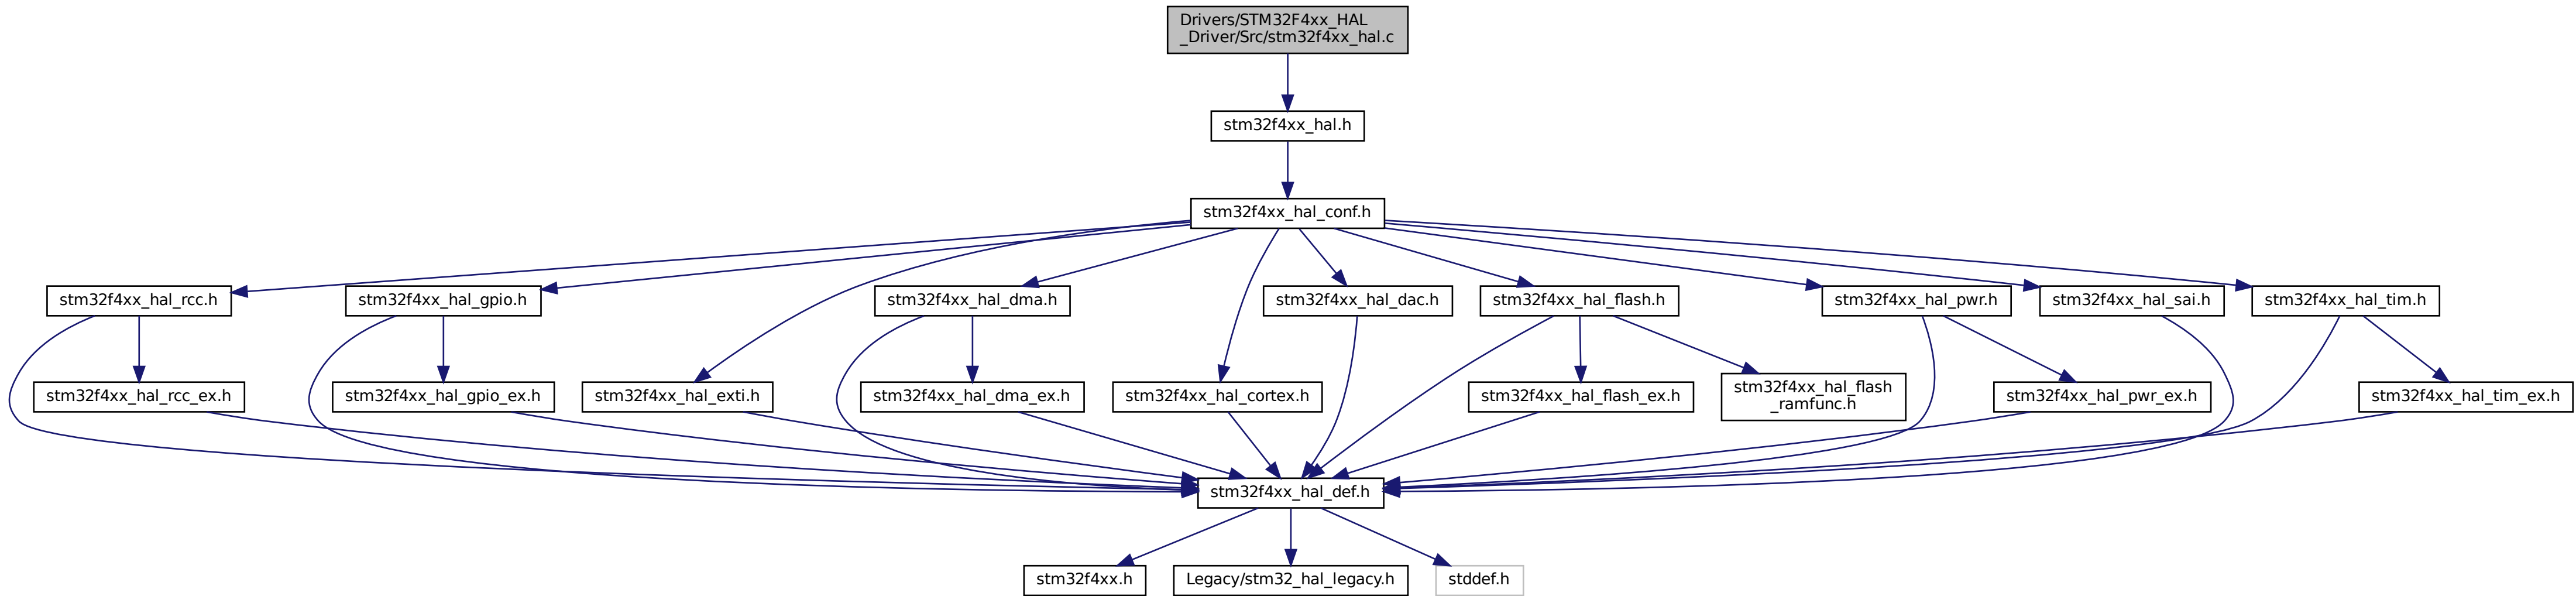 Drivers/STM32F4xx_HAL
_Driver/Src/stm32f4xx_hal.c
stm32f4xx_hal.h
stm32f4xx_hal_conf.h
stm32f4xx_hal_rcc.h
stm32f4xx_hal_gpio.h
stm32f4xx_hal_dma.h
stm32f4xx_hal_dac.h
stm32f4xx_hal_flash.h
stm32f4xx_hal_pwr.h
stm32f4xx_hal_sai.h
stm32f4xx_hal_tim.h
stm32f4xx_hal_rcc_ex.h
stm32f4xx_hal_gpio_ex.h
stm32f4xx_hal_exti.h
stm32f4xx_hal_dma_ex.h
stm32f4xx_hal_cortex.h
stm32f4xx_hal_flash_ex.h
stm32f4xx_hal_flash
_ramfunc.h
stm32f4xx_hal_pwr_ex.h
stm32f4xx_hal_tim_ex.h
stm32f4xx_hal_def.h
stm32f4xx.h
Legacy/stm32_hal_legacy.h
stddef.h